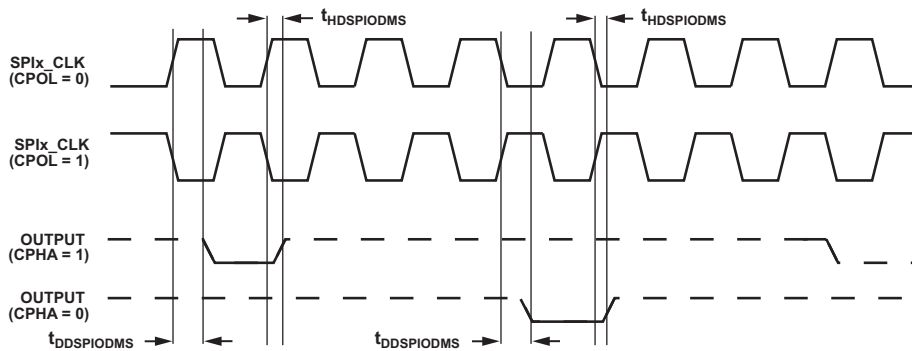 tHDSPIODMS
tHDSPIODMS
SPIx_CLK
(CPOL = 0)
SPIx_CLK
(CPOL = 1)
OUTPUT
(CPHA = 1)
OUTPUT
(CPHA = 0)
tDDSPIODMS
tDDSPIODMS